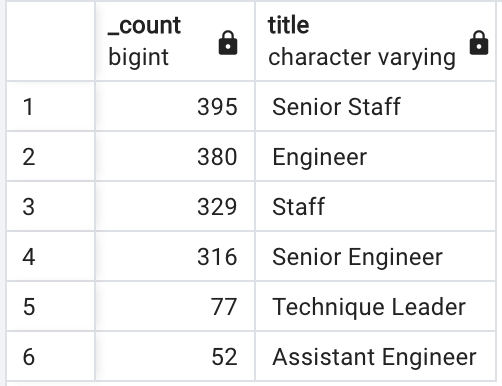 _count title
bigint character varying
1 395 Senior Staff
2 380 Engineer
3 329 Staff
4 316 Senior Engineer
5 77 Technique Leader
6 52 Assistant Engineer